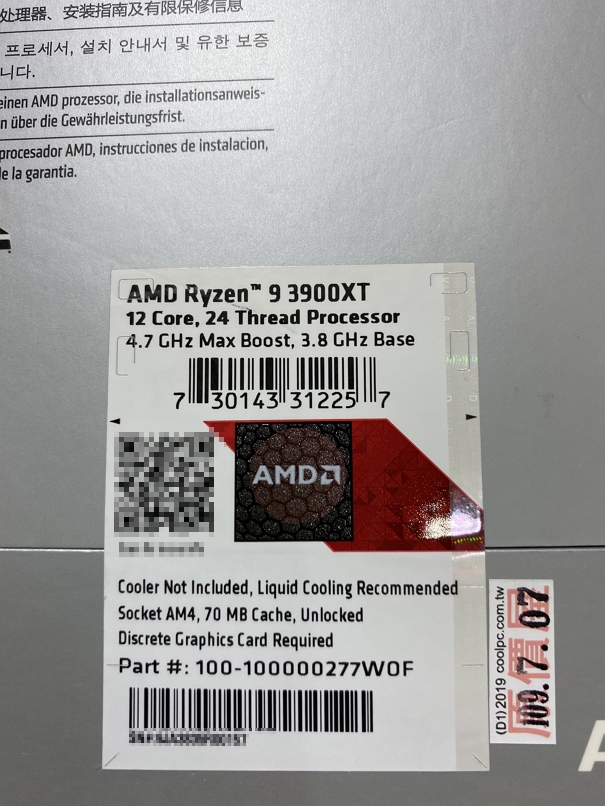 处理器、安装指南及有限保修信息
프로세서, 설치 안내서 및 유한 보증
니다.
einen AMD prozessor, die installationsanweis-
n über die Gewährleistungsfrist.
procesador AMD, instrucciones de instalacion,
de la garantia.
AMD Ryzen™ 9 3900XT
12 Core, 24 Thread Processor
4.7 GHz Max Boost, 3.8 GHz Base
7 30143 31225 7
AMD
Cooler Not Included, Liquid Cooling Recommended
Socket AM4, 70 MB Cache, Unlocked
Discrete Graphics Card Required
Part #: 100-100000277WOF
(D1)2019 coolpc.com.tw
原價屋
109.7.07
A